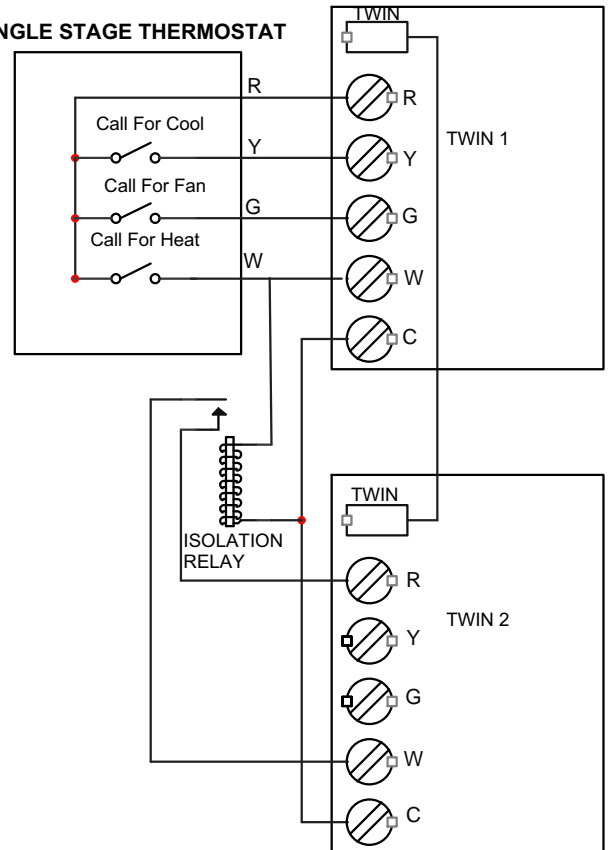 NGLE STAGE THERMOSTAT
TWIN
R
R
TWIN 1
Call For Cool
Y
Y
Call For Fan
G
G
Call For Heat
W
W
C
TWIN
ISOLATION
RELAY
R
TWIN 2
Y
G
W
C